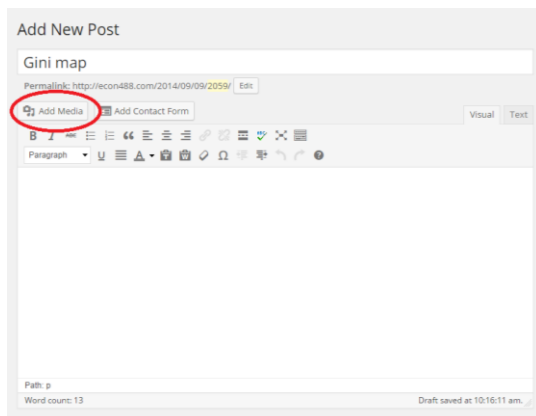 Add New Post
Gini map
Permalink: http://econ488.com/2014/09/09/2059/ Edit
Add Media Add Contact Form Visual Text
B I ABC
Paragraph U A T W Ω
Path: p
Word count: 13 Draft saved at 10:16:11 am.